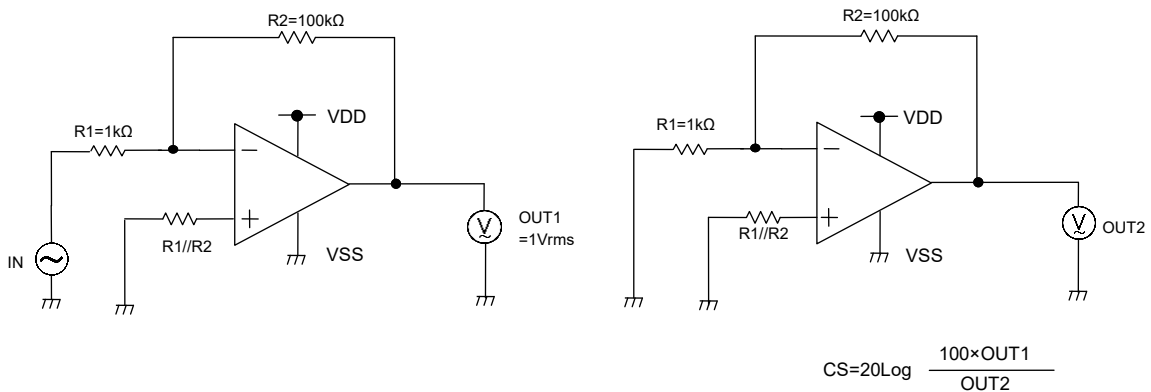 R2=100kΩ
VDD
R1=1kΩ
−
+
R1//R2
VSS
OUT1
=1Vrms
V
IN
R2=100kΩ
VDD
R1=1kΩ
−
+
R1//R2
VSS
V
OUT2
CS=20Log 100×OUT1
OUT2